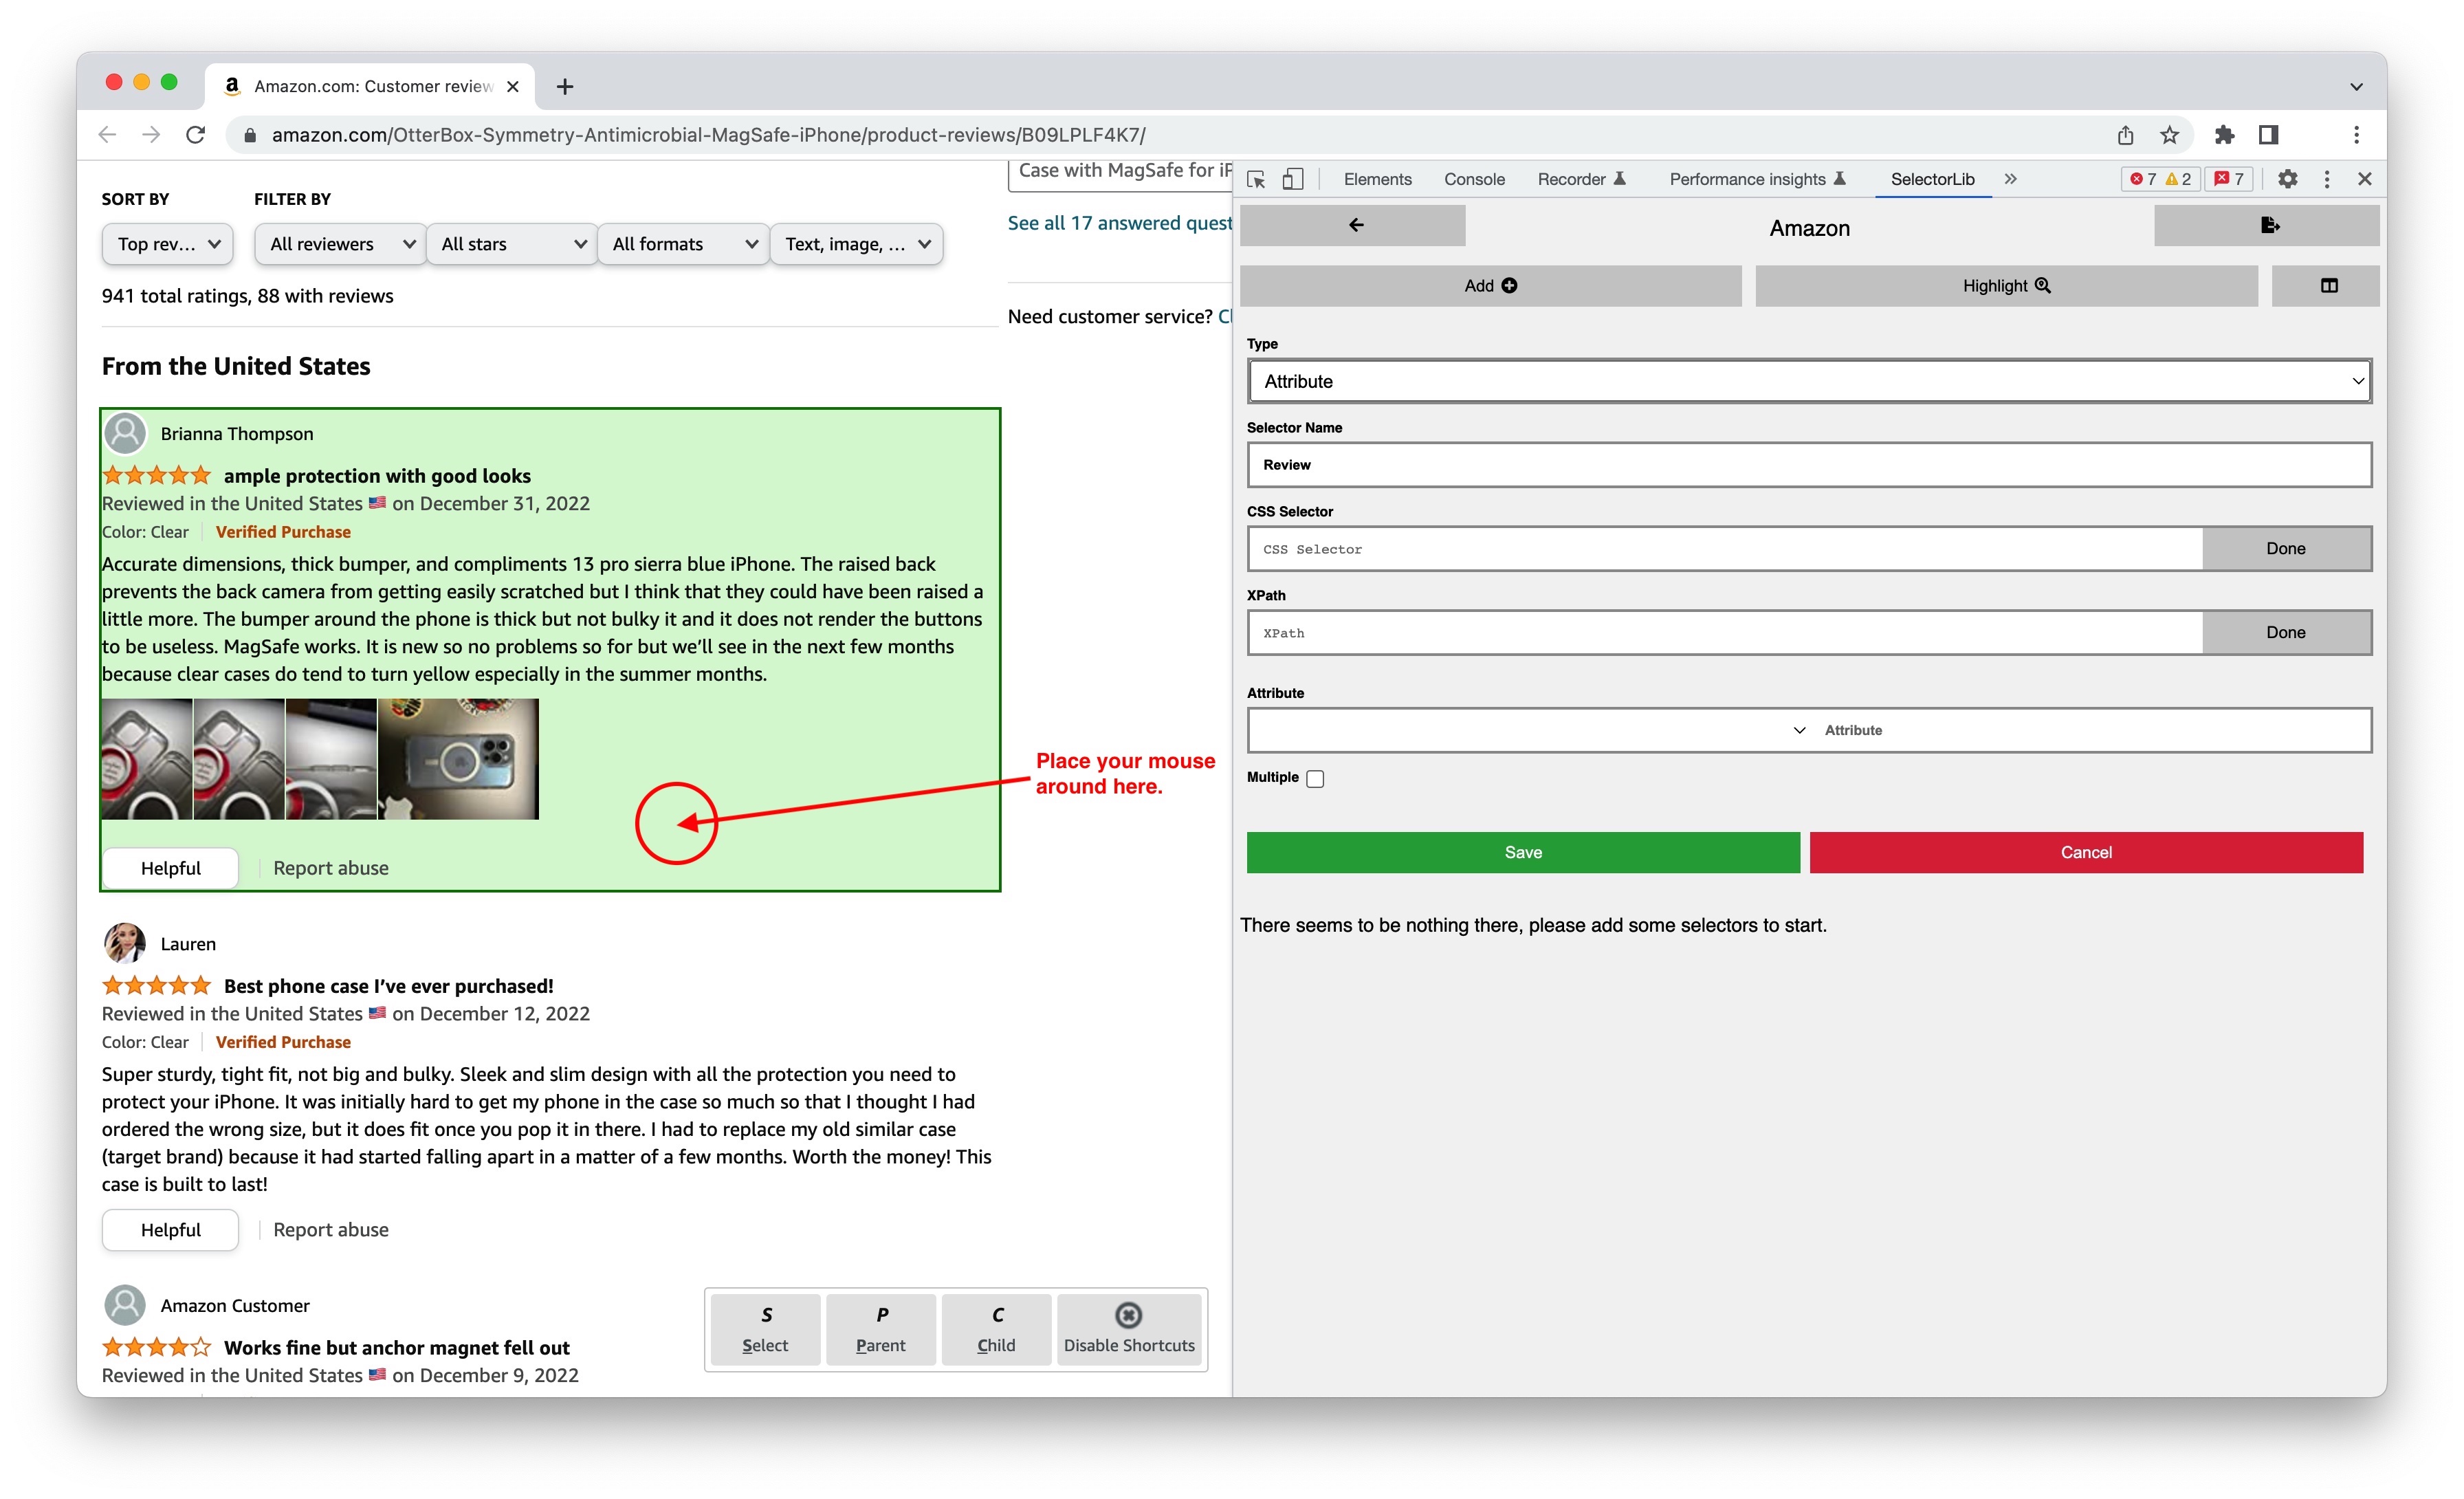 Amazon.com: Customer review
amazon.com/OtterBox-Symmetry-Antimicrobial-MagSafe-iPhone/product-reviews/B09LPLF4K7/
SORT BY
FILTER BY
Top rev...
All reviewers
All stars
All formats
Text, image, ...
941 total ratings, 88 with reviews
From the United States
Brianna Thompson
ample protection with good looks
Reviewed in the United States 🇺🇸 on December 31, 2022
Color: Clear | Verified Purchase
Accurate dimensions, thick bumper, and compliments 13 pro sierra blue iPhone. The raised back
prevents the back camera from getting easily scratched but I think that they could have been raised a
little more. The bumper around the phone is thick but not bulky it and it does not render the buttons
to be useless. MagSafe works. It is new so no problems so for but we’ll see in the next few months
because clear cases do tend to turn yellow especially in the summer months.
Helpful | Report abuse
Lauren
Best phone case I’ve ever purchased!
Reviewed in the United States 🇺🇸 on December 12, 2022
Color: Clear | Verified Purchase
Super sturdy, tight fit, not big and bulky. Sleek and slim design with all the protection you need to
protect your iPhone. It was initially hard to get my phone in the case so much so that I thought I had
ordered the wrong size, but it does fit once you pop it in there. I had to replace my old similar case
(target brand) because it had started falling apart in a matter of a few months. Worth the money! This
case is built to last!
Helpful | Report abuse
Amazon Customer
Works fine but anchor magnet fell out
Reviewed in the United States 🇺🇸 on December 9, 2022
Case with MagSafe for iP
See all 17 answered quest
Need customer service? Cl
Place your mouse
around here.
S
Select
P
Parent
C
Child
Disable Shortcuts
Elements
Console
Recorder
Performance insights
SelectorLib
7
2
7
Amazon
Add
Highlight
Type
Attribute
Selector Name
Review
CSS Selector
CSS Selector
Done
XPath
XPath
Done
Attribute
Attribute
Multiple
Save
Cancel
There seems to be nothing there, please add some selectors to start.